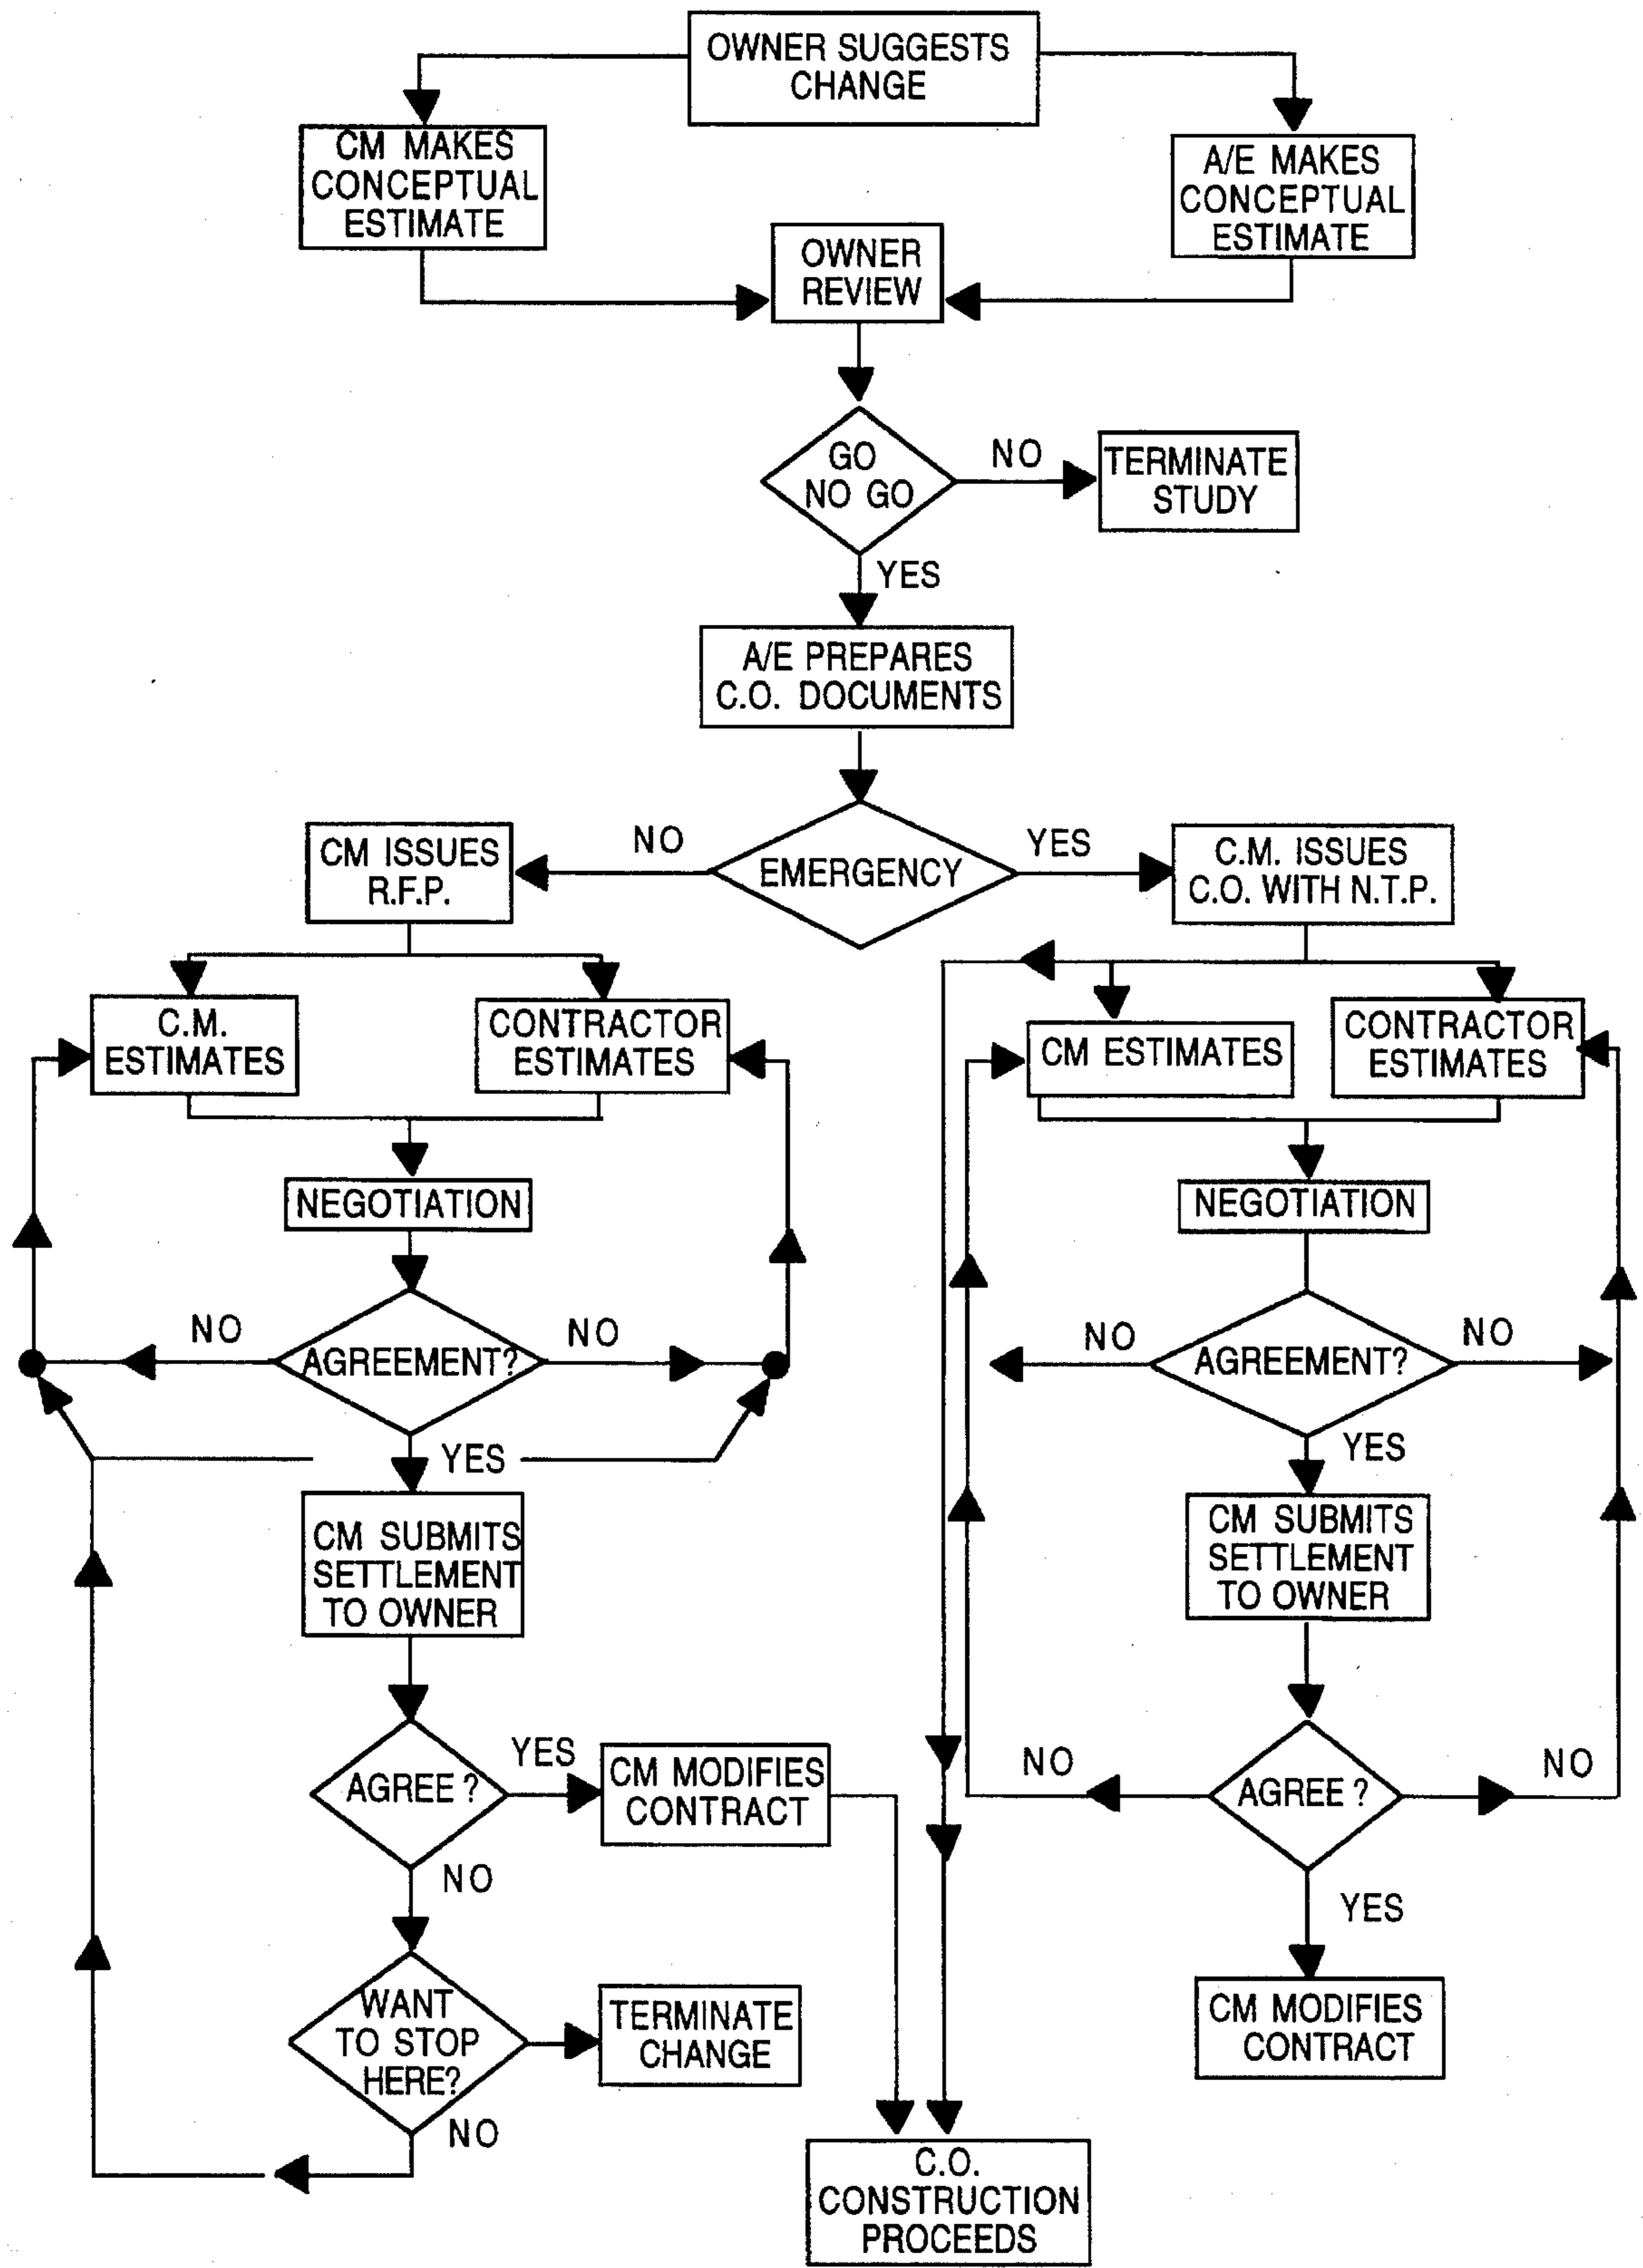 OWNER SUGGESTS
CHANGE
CM MAKES
CONCEPTUAL
ESTIMATE
A/E MAKES
CONCEPTUAL
ESTIMATE
OWNER
REVIEW
GO
NO GO
NO
TERMINATE
STUDY
YES
A/E PREPARES
C.O. DOCUMENTS
EMERGENCY
NO
YES
CM ISSUES
R.F.P.
C.M. ISSUES
C.O. WITH N.T.P.
C.M.
ESTIMATES
CONTRACTOR
ESTIMATES
CM ESTIMATES
CONTRACTOR
ESTIMATES
NEGOTIATION
NEGOTIATION
NO
AGREEMENT?
NO
NO
AGREEMENT?
NO
YES
YES
CM SUBMITS
SETTLEMENT
TO OWNER
CM SUBMITS
SETTLEMENT
TO OWNER
AGREE ?
YES
CM MODIFIES
CONTRACT
NO
AGREE ?
NO
NO
YES
WANT
TO STOP
HERE?
TERMINATE
CHANGE
CM MODIFIES
CONTRACT
NO
C.O.
CONSTRUCTION
PROCEEDS